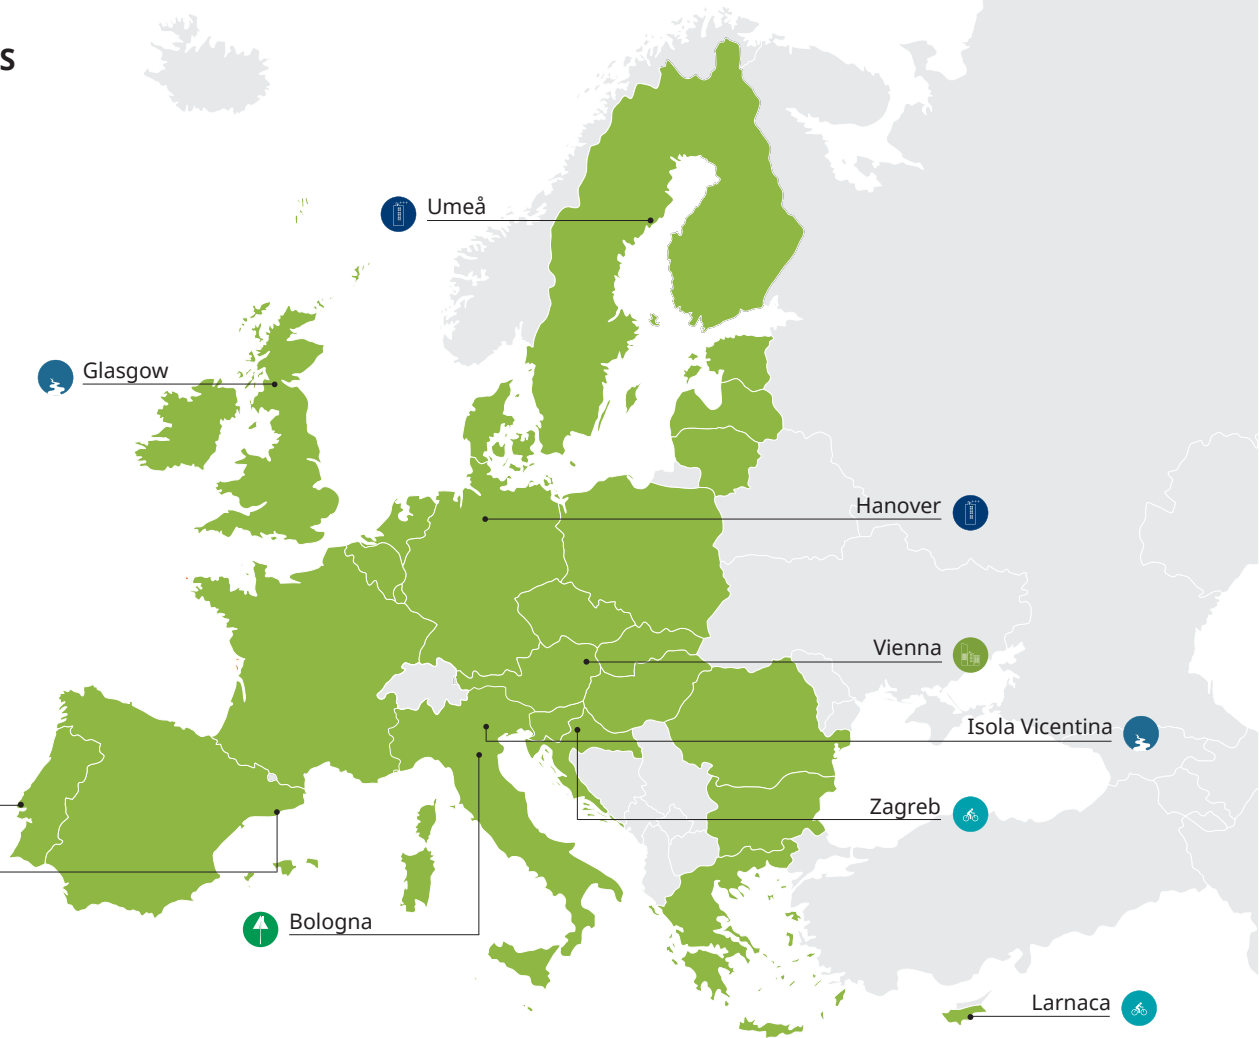 s
Umeå
Glasgow
Hanover
Vienna
Isola Vicentina
Zagreb
Bologna
Larnaca